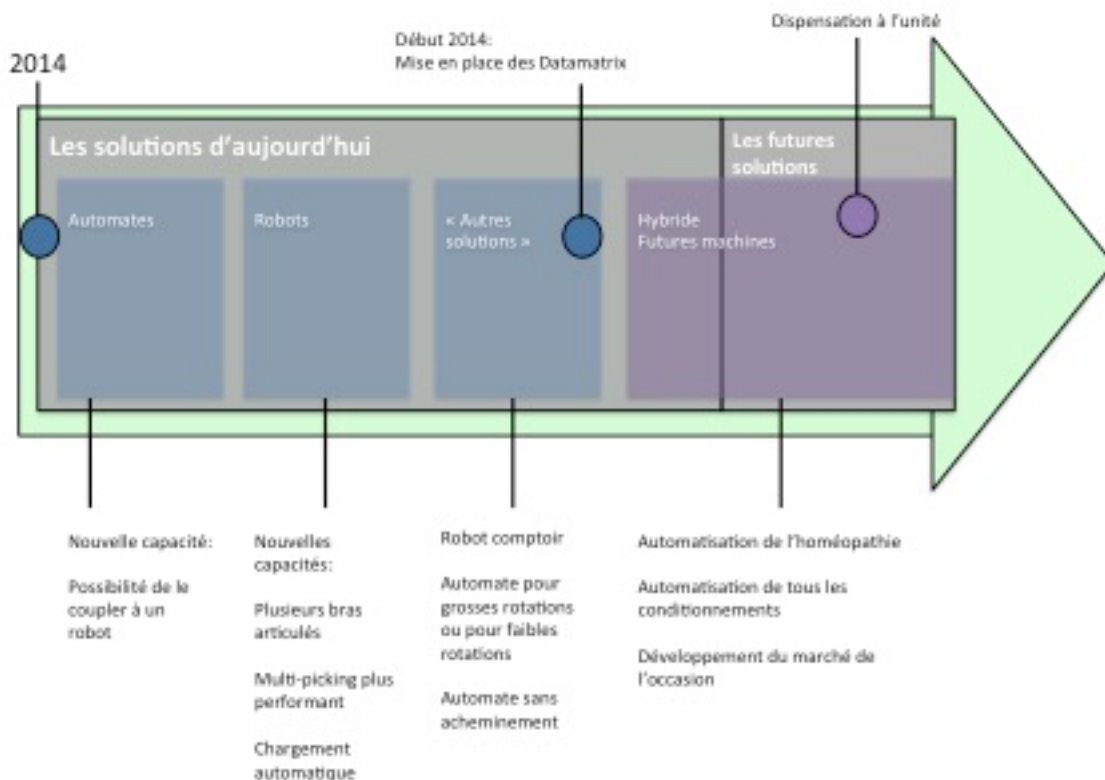 Dispensation à l'unité
Début 2014:
Mise en place des Datamatrix
2014
Les solutions d'aujourd'hui
Les futures
solutions
Automates
Robots
« Autres
solutions »
Hybride
Futures machines
Nouvelle capacité:
Possibilité de le
coupler à un
robot
Nouvelles
capacités:
Plusieurs bras
articulés
Multi-picking plus
performant
Chargement
automatique
Robot comptoir
Automate pour
grosses rotations
ou pour faibles
rotations
Automate sans
acheminement
Automatisation de l'homéopathie
Automatisation de tous les
conditionnements
Développement du marché de
l'occasion